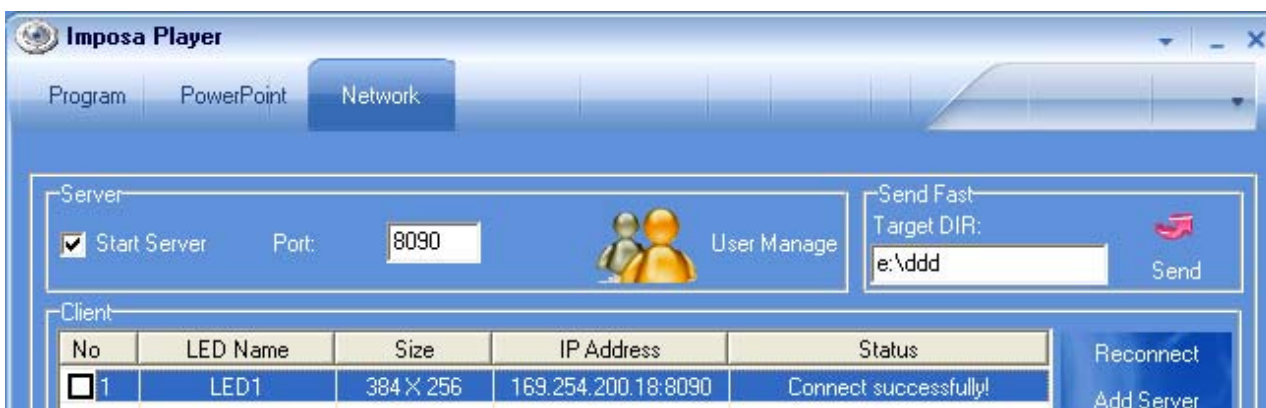 Imposa Player
Program PowerPoint Network
Server
Start Server Port: 8090 User Manage
Send Fast
Target DIR:
e:\ddd Send
Client
No LED Name Size IP Address Status
1 LED1 384 X 256 169.254.200.18:8090 Connect successfully!
Reconnect
Add Server